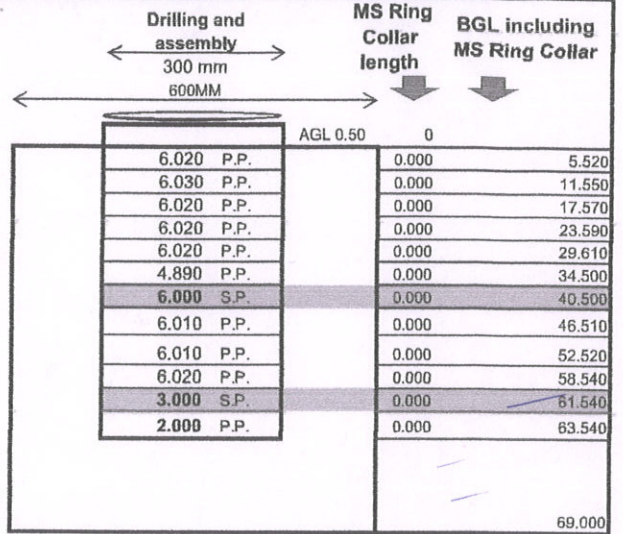 Drilling and assembly
300 mm
600MM
MS Ring Collar length
BGL including MS Ring Collar
AGL 0.50 0
6.020 P.P. 0.000 5.520
6.030 P.P. 0.000 11.550
6.020 P.P. 0.000 17.570
6.020 P.P. 0.000 23.590
6.020 P.P. 0.000 29.610
4.890 P.P. 0.000 34.500
6.000 S.P. 0.000 40.500
6.010 P.P. 0.000 46.510
6.010 P.P. 0.000 52.520
6.020 P.P. 0.000 58.540
3.000 S.P. 0.000 61.540
2.000 P.P. 0.000 63.540
69.000